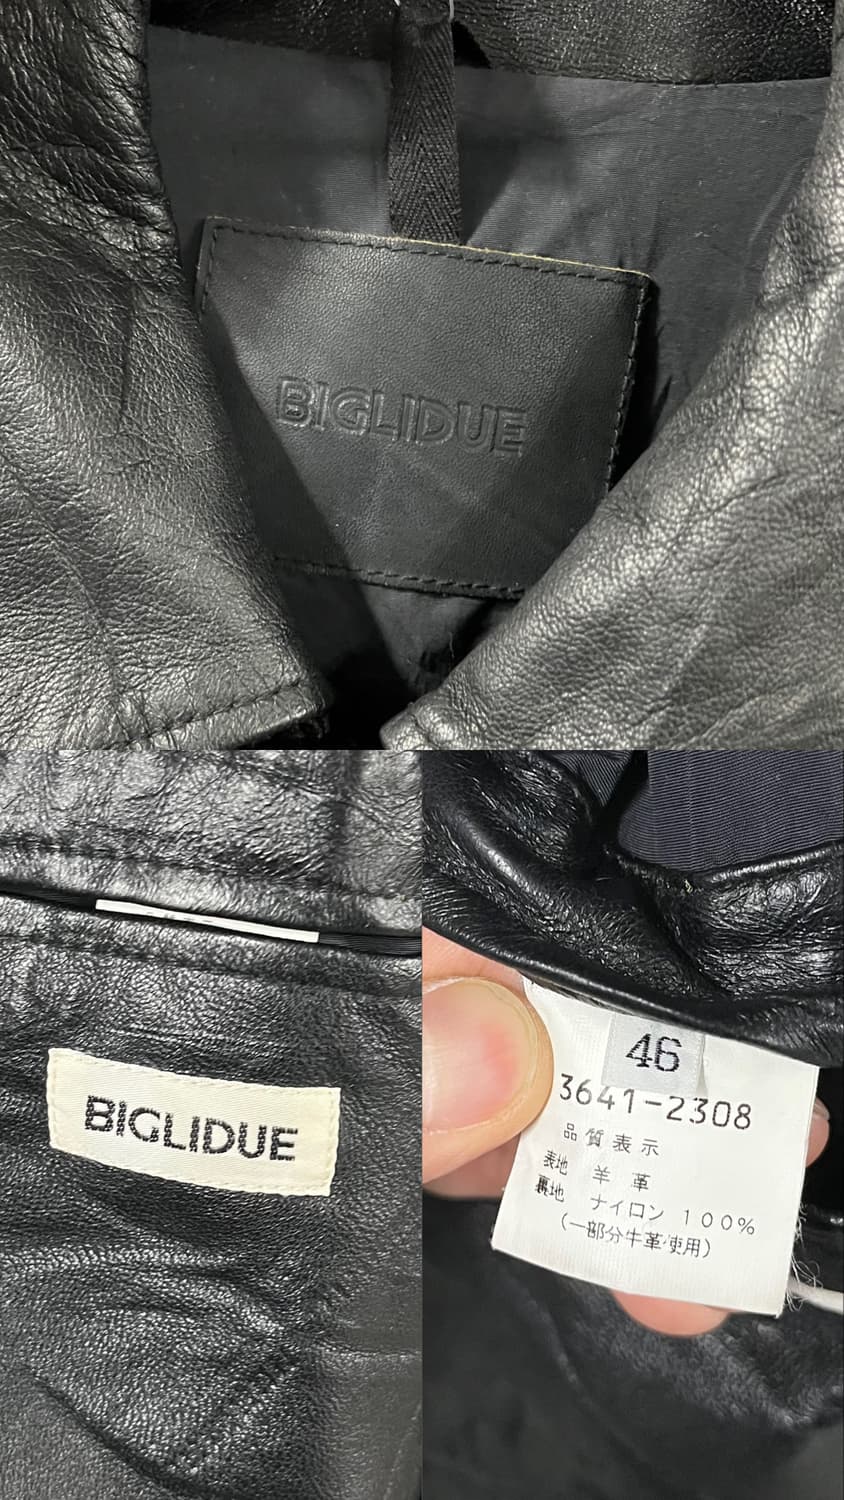 BIGLIDUE
BIGLIDUE
46
3641-2308
品質表示
表地 羊革
裏地 ナイロン 100%
(一部分牛革使用)